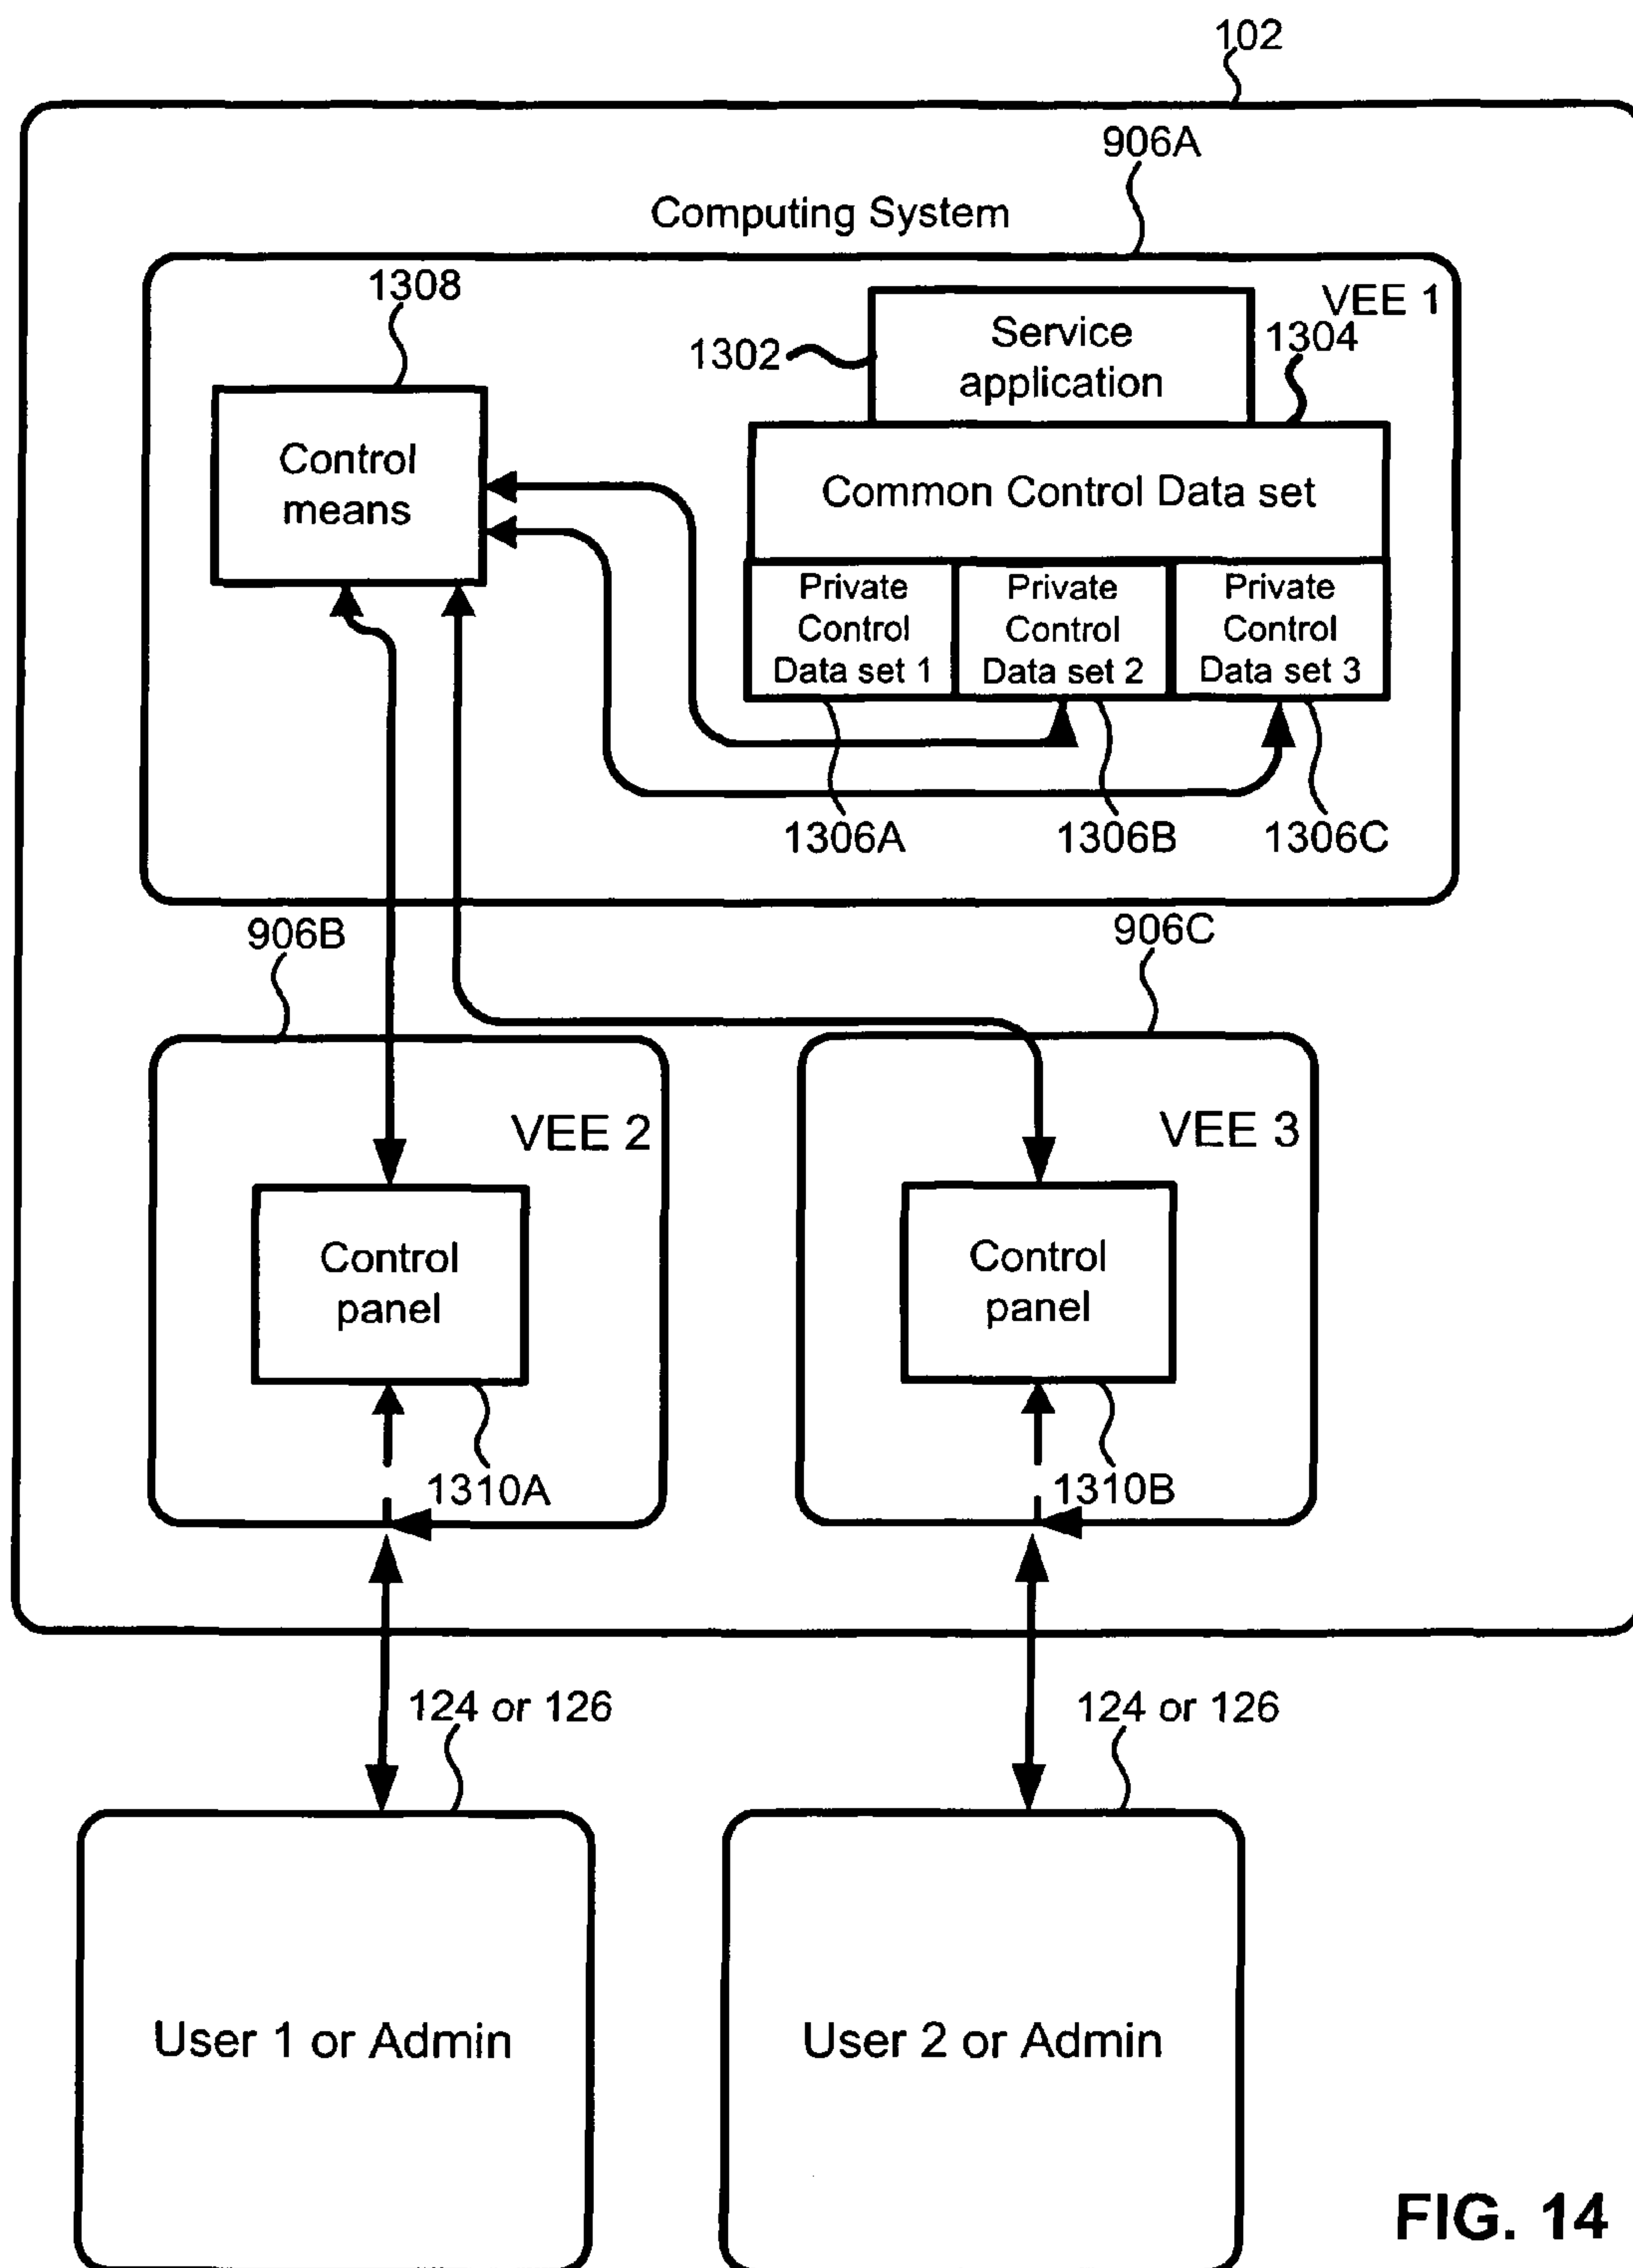 102
906A
Computing System
1308
VEE 1
1302
Service
application
1304
Control
means
Common Control Data set
Private
Control
Data set 1
Private
Control
Data set 2
Private
Control
Data set 3
1306A
1306B
1306C
906B
906C
VEE 2
VEE 3
Control
panel
Control
panel
1310A
1310B
124 or 126
124 or 126
User 1 or Admin
User 2 or Admin
FIG. 14